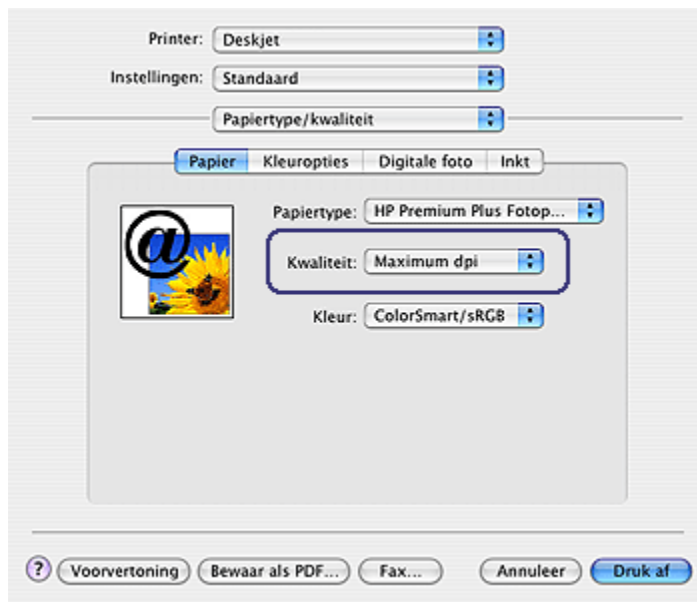 Printer: Deskjet
Instellingen: Standaard
Papiertype/kwaliteit
Papier Kleuropties Digitale foto Inkt
Papiertype: HP Premium Plus Fotop...
@
Kwaliteit: Maximum dpi
Kleur: ColorSmart/sRGB
? Voorvertoning Bewaar als PDF... Fax... Annuleer Druk af